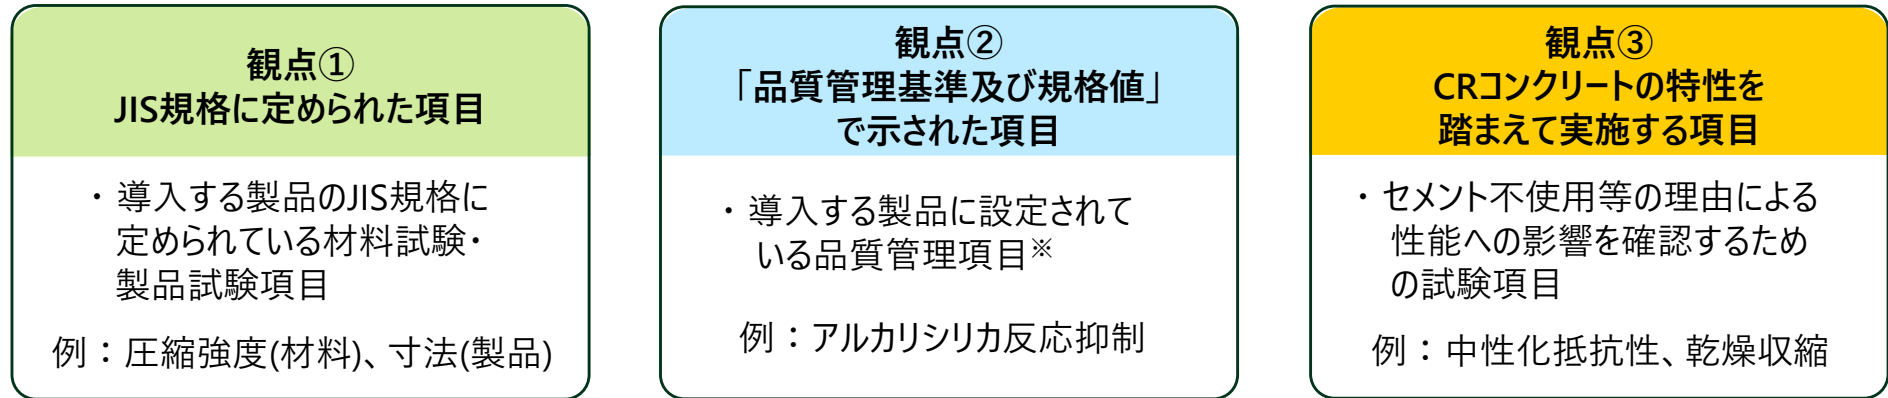 観点①
JIS規格に定められた項目
・導入する製品のJIS規格に
定められている材料試験・
製品試験項目
例：圧縮強度(材料)、寸法(製品)
観点②
「品質管理基準及び規格値」
で示された項目
・導入する製品に設定されて
いる品質管理項目※
例：アルカリシリカ反応抑制
観点③
CRコンクリートの特性を
踏まえて実施する項目
・セメント不使用等の理由による
性能への影響を確認するため
の試験項目
例：中性化抵抗性、乾燥収縮